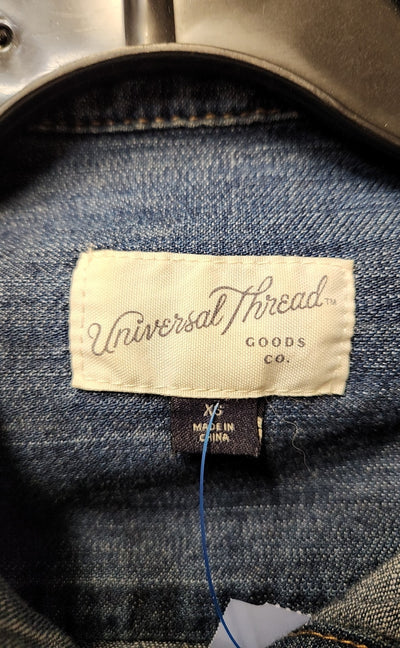 Universal Thread™
GOODS
CO.
XS
MADE IN
CHINA